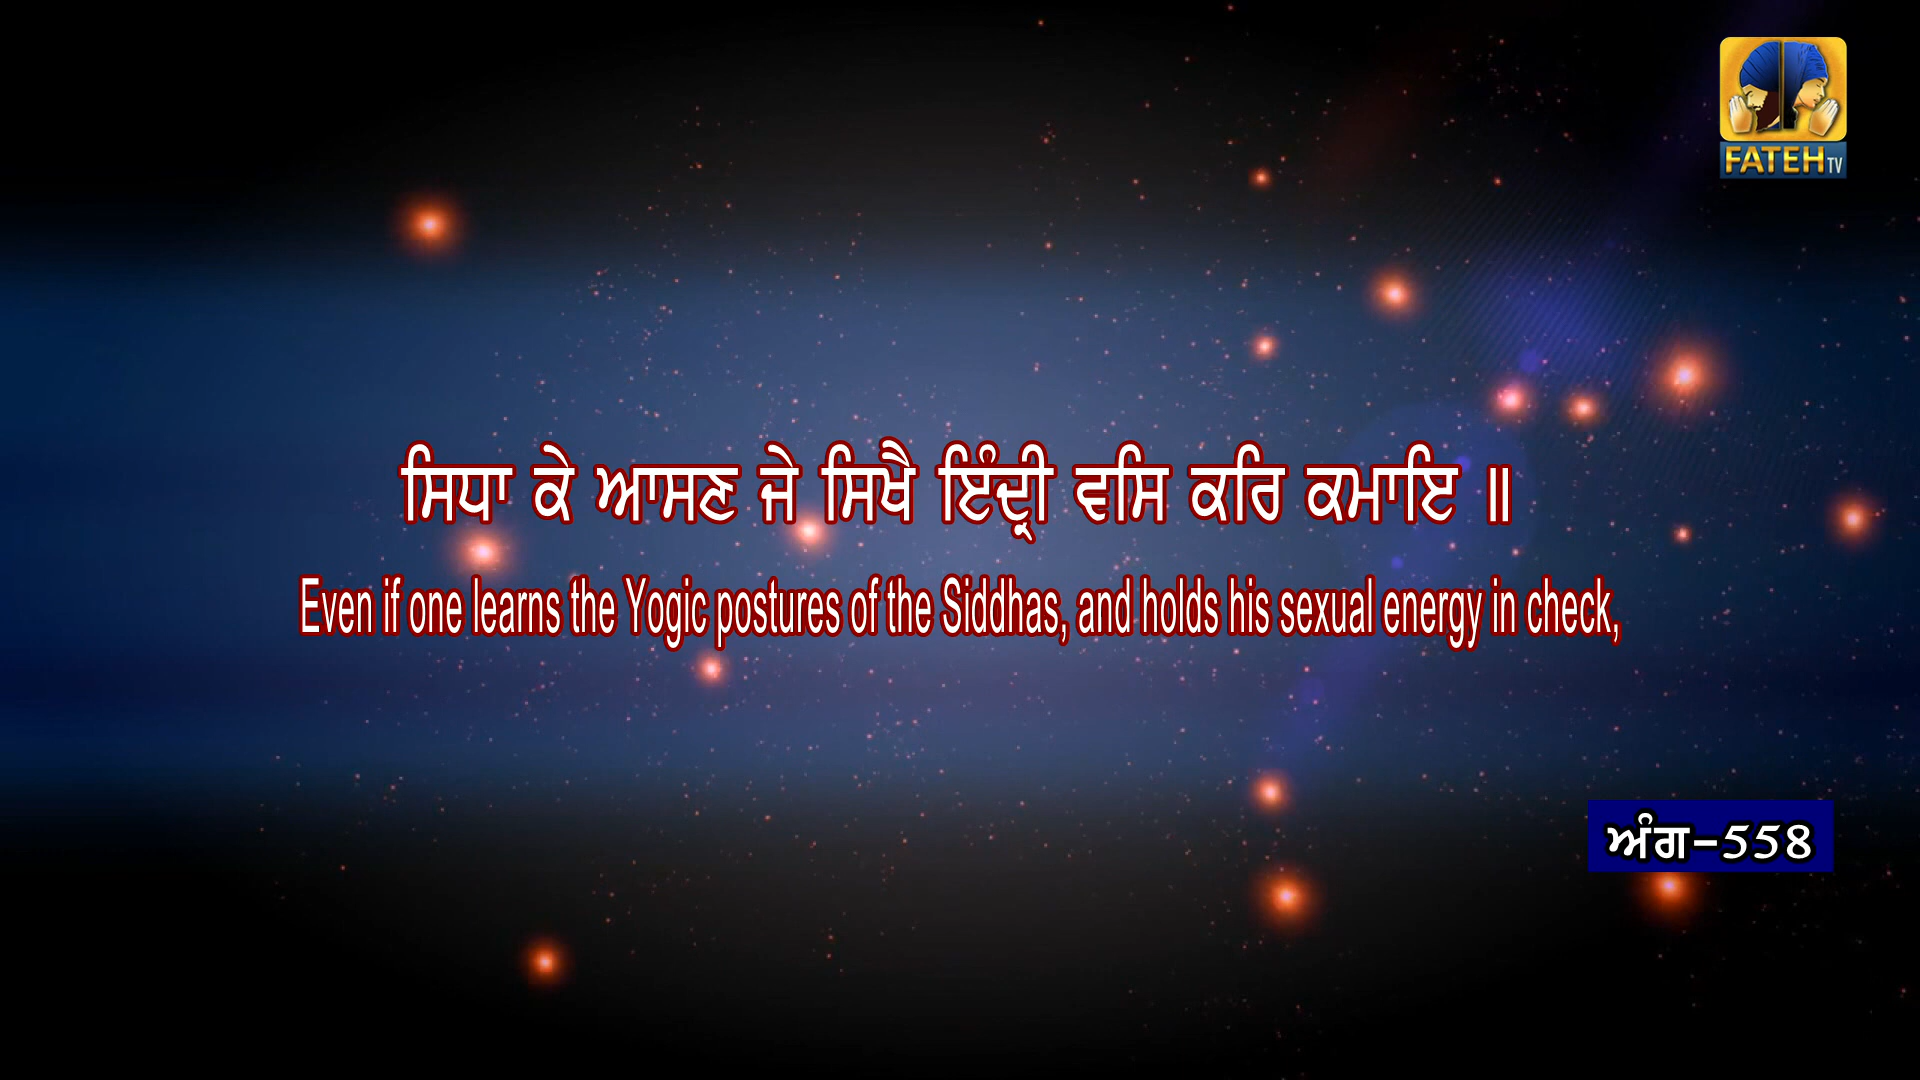 FATEH TV
ਸਿਧਾ ਕੇ ਆਸਣ ਜੇ ਸਿਖੈ ਇੰਦ੍ਰੀ ਵਸਿ ਕਰਿ ਕਮਾਇ ॥
Even if one learns the Yogic postures of the Siddhas, and holds his sexual energy in check,
ਅੰਗ-558